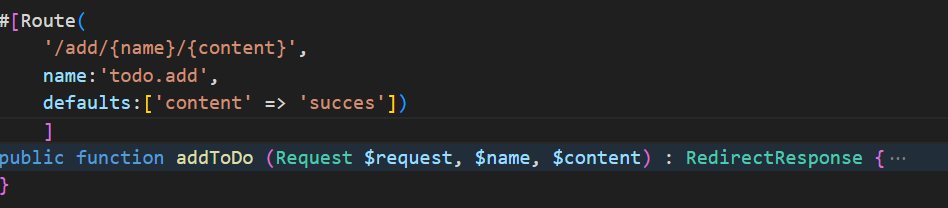 #[Route(
    '/add/{name}/{content}',
    name:'todo.add',
    defaults:['content' => 'succes'])
    ]
public function addToDo (Request $request, $name, $content) : RedirectResponse {⋯
}